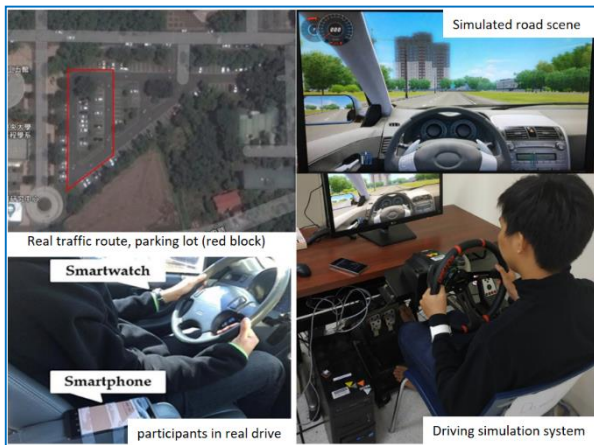 Simulated road scene
Real traffic route, parking lot (red block)
Smartwatch
Smartphone
participants in real drive
Driving simulation system